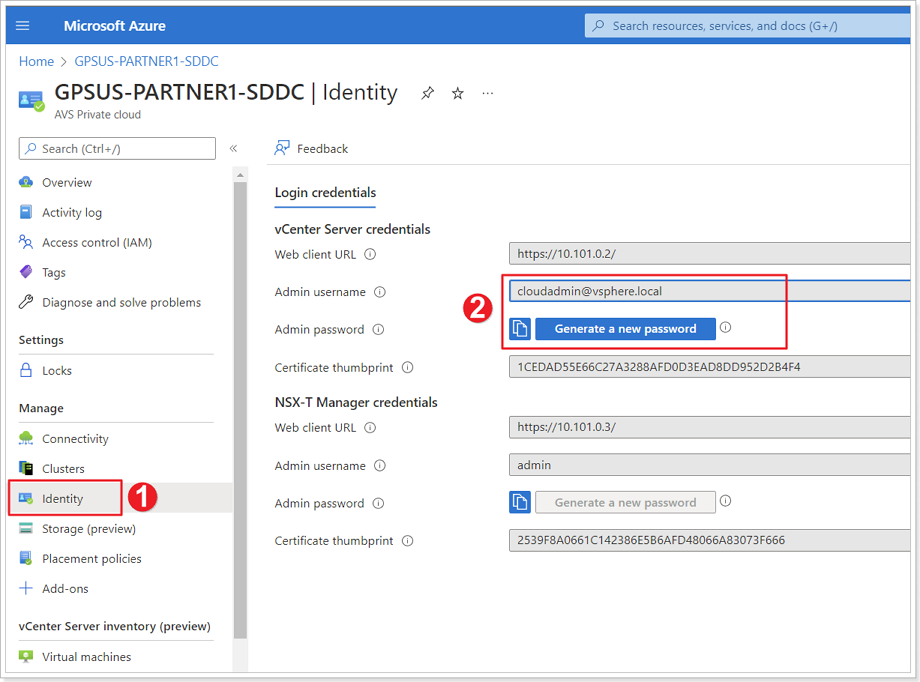 Microsoft Azure
Search resources, services, and docs (G+/)
Home > GPSUS-PARTNER1-SDDC
GPSUS-PARTNER1-SDDC | Identity ...
AVS Private cloud
Search (Ctrl+/)
«
Feedback
Overview
Activity log
Access control (IAM)
Tags
Diagnose and solve problems
Settings
Locks
Manage
Connectivity
Clusters
Identity
1
Storage (preview)
Placement policies
Add-ons
vCenter Server inventory (preview)
Virtual machines
Login credentials
vCenter Server credentials
Web client URL
https://10.101.0.2/
Admin username
cloudadmin@vsphere.local
2
Admin password
Generate a new password
Certificate thumbprint
1CEDAD55E66C27A3288AFD0D3EAD8DD952D2B4F4
NSX-T Manager credentials
Web client URL
https://10.101.0.3/
Admin username
admin
Admin password
Generate a new password
Certificate thumbprint
2539F8A0661C142386E5B6AFD48066A83073F666